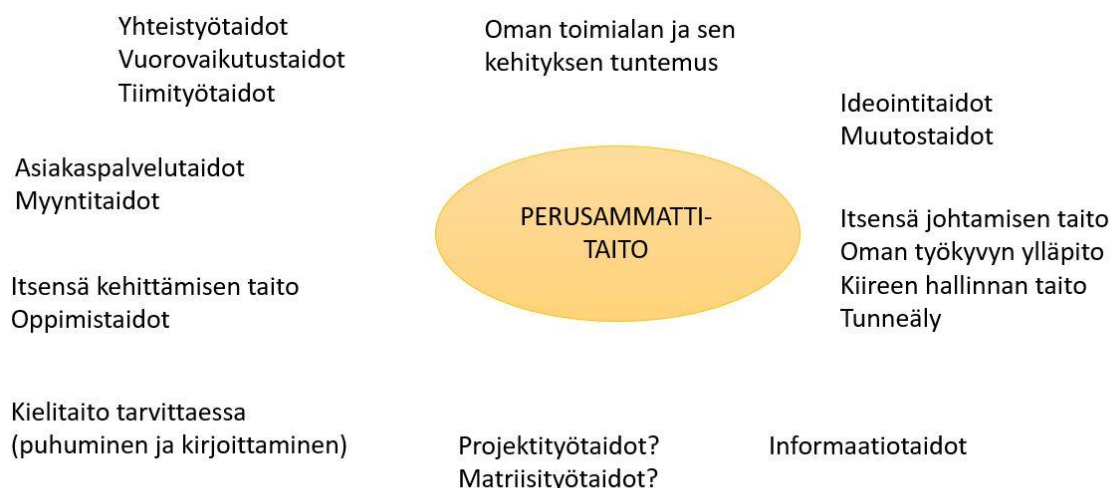 Yhteistyötaidot
Vuorovaikutustaidot
Tiimityötaidot
Oman toimialan ja sen
kehityksen tuntemus
Ideointitaidot
Muutostaidot
Asiakaspalvelutaidot
Myyntitaidot
PERUSAMMATTI-
TAITO
Itsensä johtamisen taito
Oman työkyvyn ylläpito
Kiireen hallinnan taito
Tunneäly
Itsensä kehittämisen taito
Oppimistaidot
Kielitaito tarvittaessa
(puhuminen ja kirjoittaminen)
Projektityötaidot?
Matriisityötaidot?
Informaatiotaidot